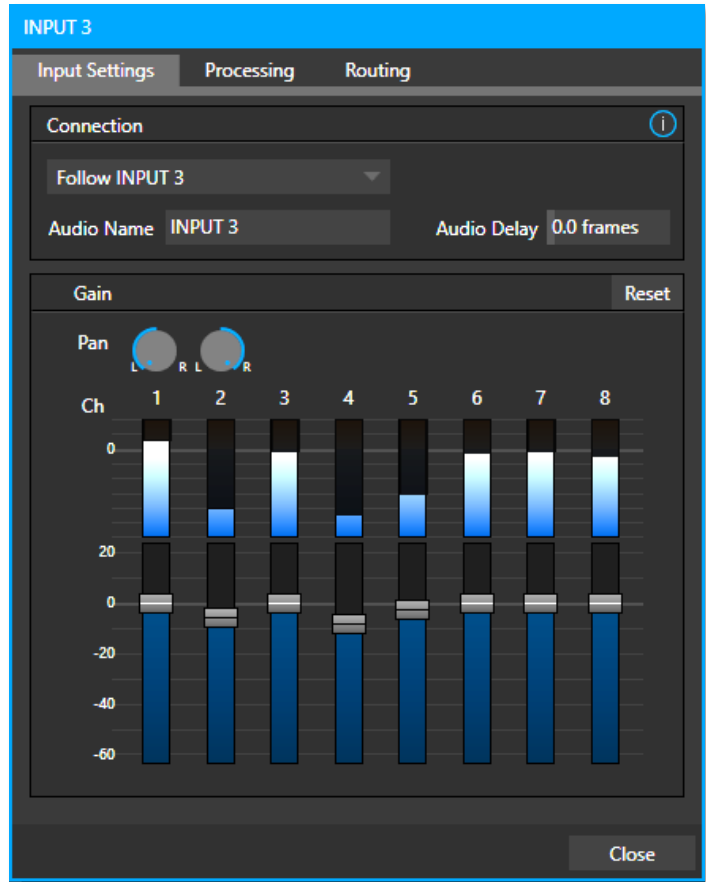 INPUT 3
Input Settings Processing Routing
Connection i
Follow INPUT 3
Audio Name INPUT 3 Audio Delay 0.0 frames
Gain Reset
Pan
L R L R
Ch 1 2 3 4 5 6 7 8
0
20
0
-20
-40
-60
Close